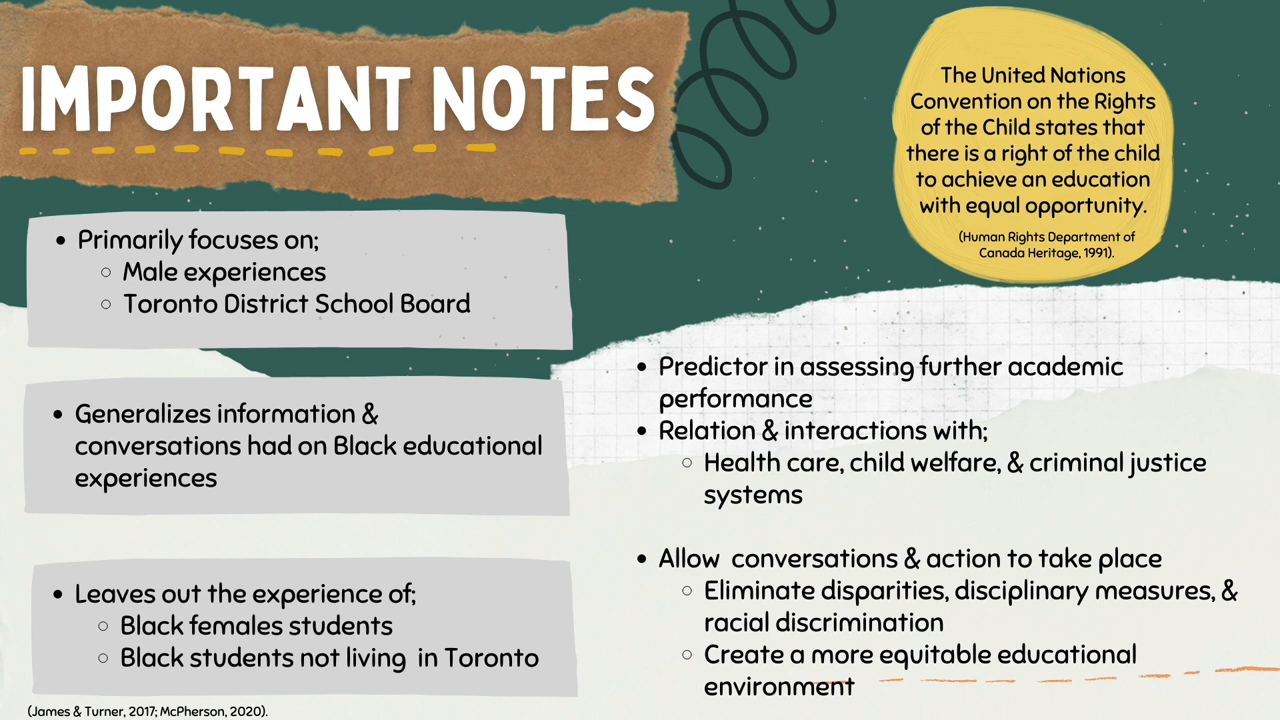 IMPORTANT NOTES
The United Nations
Convention on the Rights
of the Child states that
there is a right of the child
to achieve an education
with equal opportunity.
(Human Rights Department of
Canada Heritage, 1991).
• Primarily focuses on;
○ Male experiences
○ Toronto District School Board
• Generalizes information &
conversations had on Black educational
experiences
• Leaves out the experience of;
○ Black females students
○ Black students not living in Toronto
(James & Turner, 2017; McPherson, 2020).
• Predictor in assessing further academic
performance
• Relation & interactions with;
○ Health care, child welfare, & criminal justice
systems
• Allow conversations & action to take place
○ Eliminate disparities, disciplinary measures, &
racial discrimination
○ Create a more equitable educational
environment